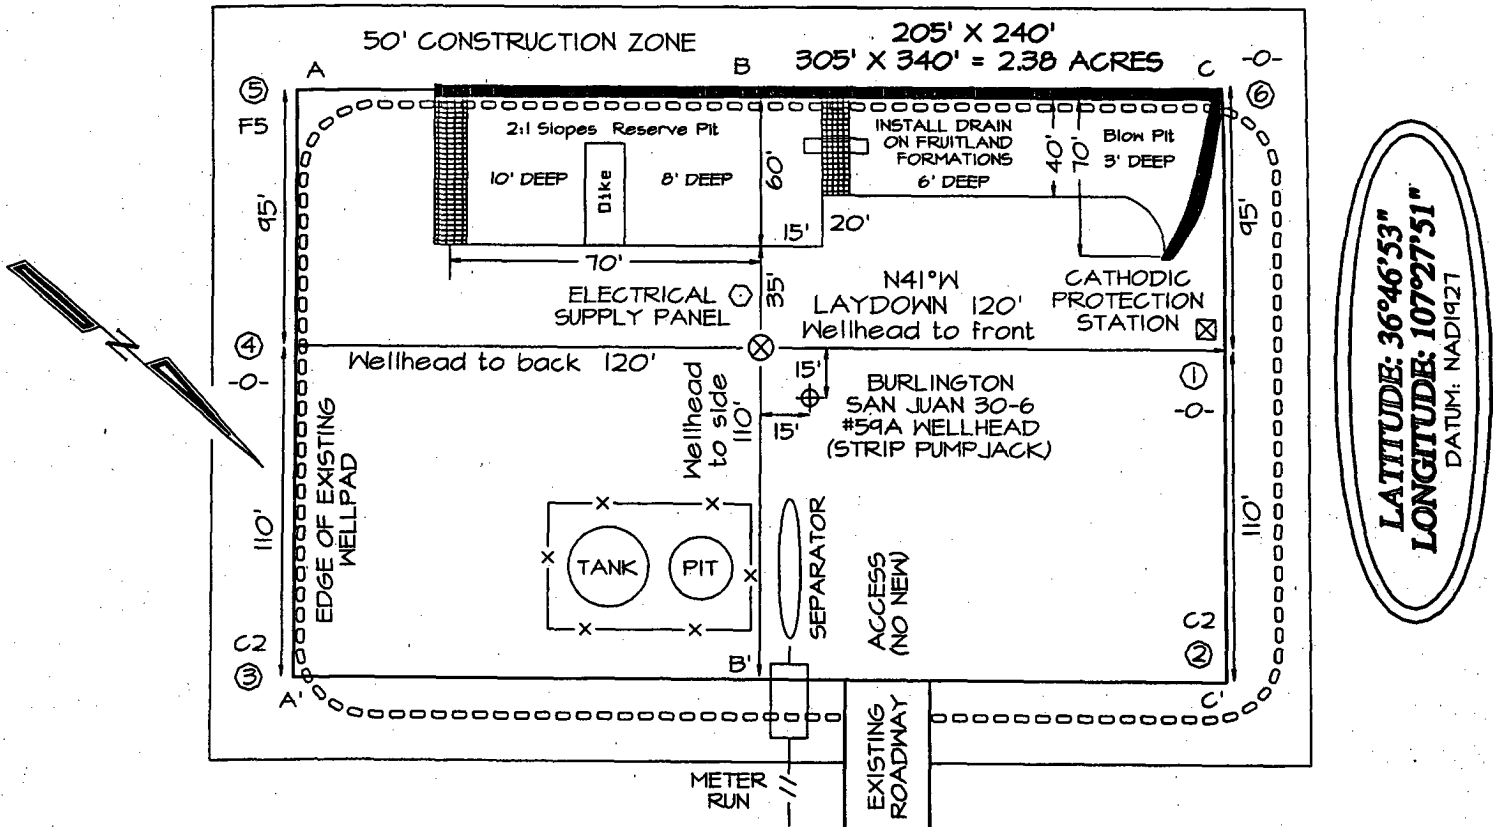 50' CONSTRUCTION ZONE
205' X 240'
305' X 340' = 2.38 ACRES
A
B
C
-0-
5
6
F5
2:1 Slopes Reserve Pit
10' DEEP
Dike
8' DEEP
60'
INSTALL DRAIN
ON FRUITLAND
FORMATIONS
6' DEEP
40'
70'
Blow Pit
3' DEEP
95'
95'
15'
20'
70'
35'
ELECTRICAL
SUPPLY PANEL
N41°W
LAYDOWN 120'
Wellhead to front
CATHODIC
PROTECTION
STATION
N
4
-0-
Wellhead to back 120'
Wellhead
to side
110'
15'
15'
BURLINGTON
SAN JUAN 30-6
#59A WELLHEAD
(STRIP PUMPJACK)
1
-0-
EDGE OF EXISTING
WELLPAD
110'
110'
TANK
PIT
SEPARATOR
ACCESS
(NO NEW)
C2
3
A'
B'
C2
2
C'
METER
RUN
EXISTING
ROADWAY
LATITUDE: 36°46'53"
LONGITUDE: 107°27'51"
DATUM: NAD1927